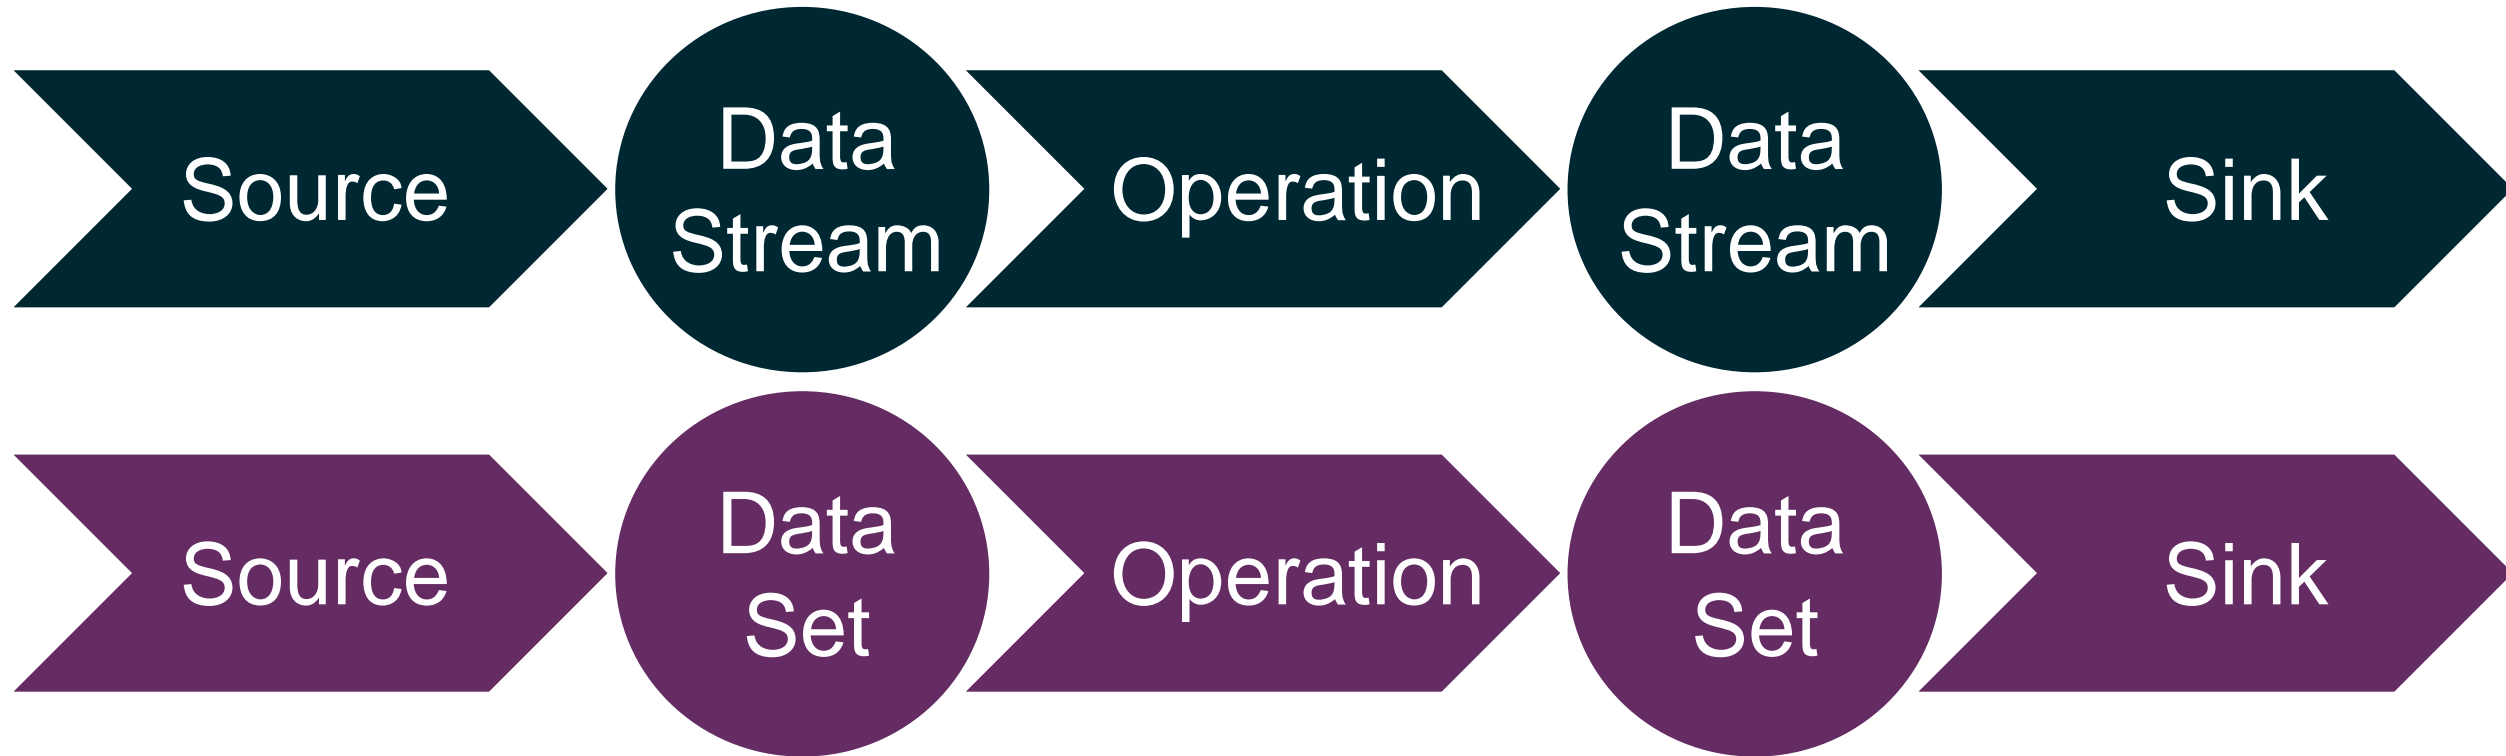 Source
Data
Stream
Operation
Data
Stream
Sink
Source
Data
Set
Operation
Data
Set
Sink